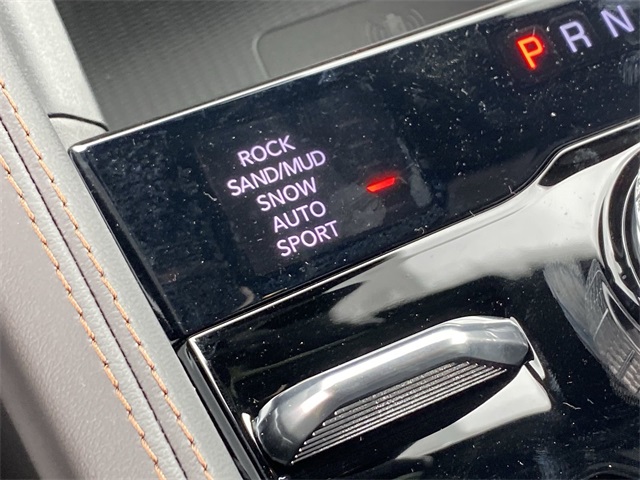 P R N
ROCK
SAND/MUD
SNOW
AUTO
SPORT